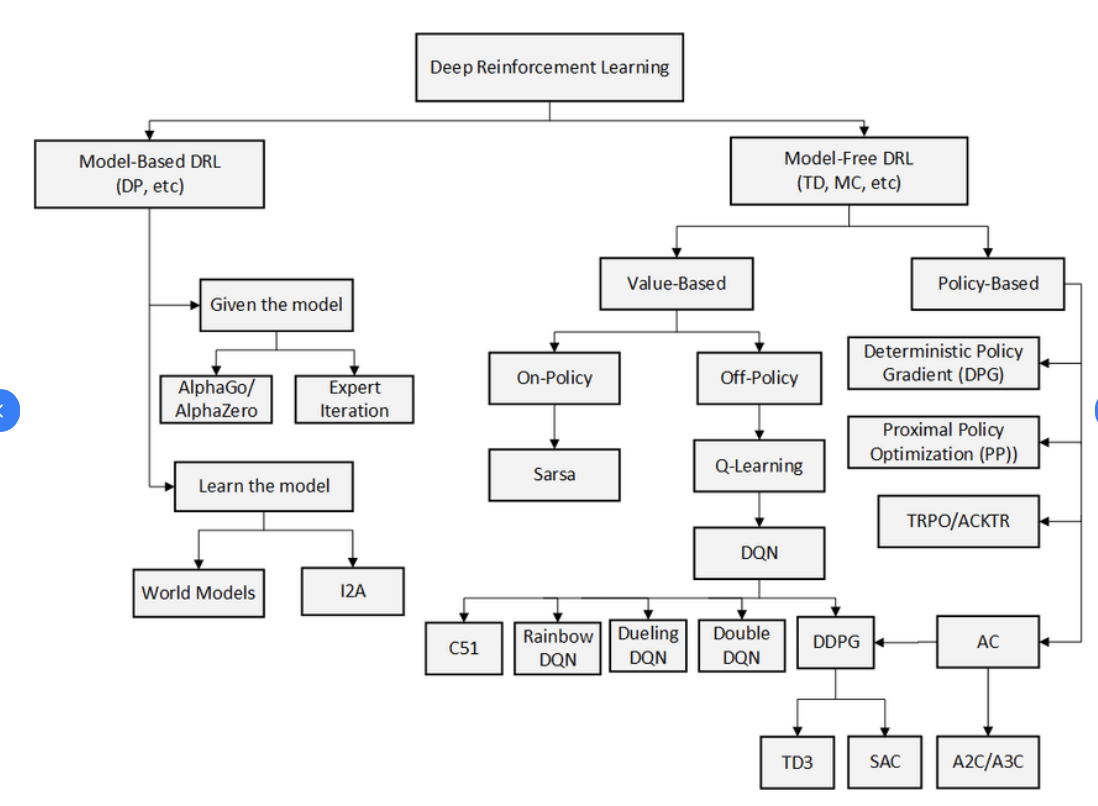 Deep Reinforcement Learning
Model-Based DRL
(DP, etc)
Model-Free DRL
(TD, MC, etc)
Value-Based
Policy-Based
Given the model
On-Policy
Off-Policy
Deterministic Policy
Gradient (DPG)
AlphaGo/
AlphaZero
Expert
Iteration
Proximal Policy
Optimization (PP))
Learn the model
Sarsa
Q-Learning
TRPO/ACKTR
DQN
World Models
I2A
C51
Rainbow
DQN
Dueling
DQN
Double
DQN
DDPG
AC
TD3
SAC
A2C/A3C